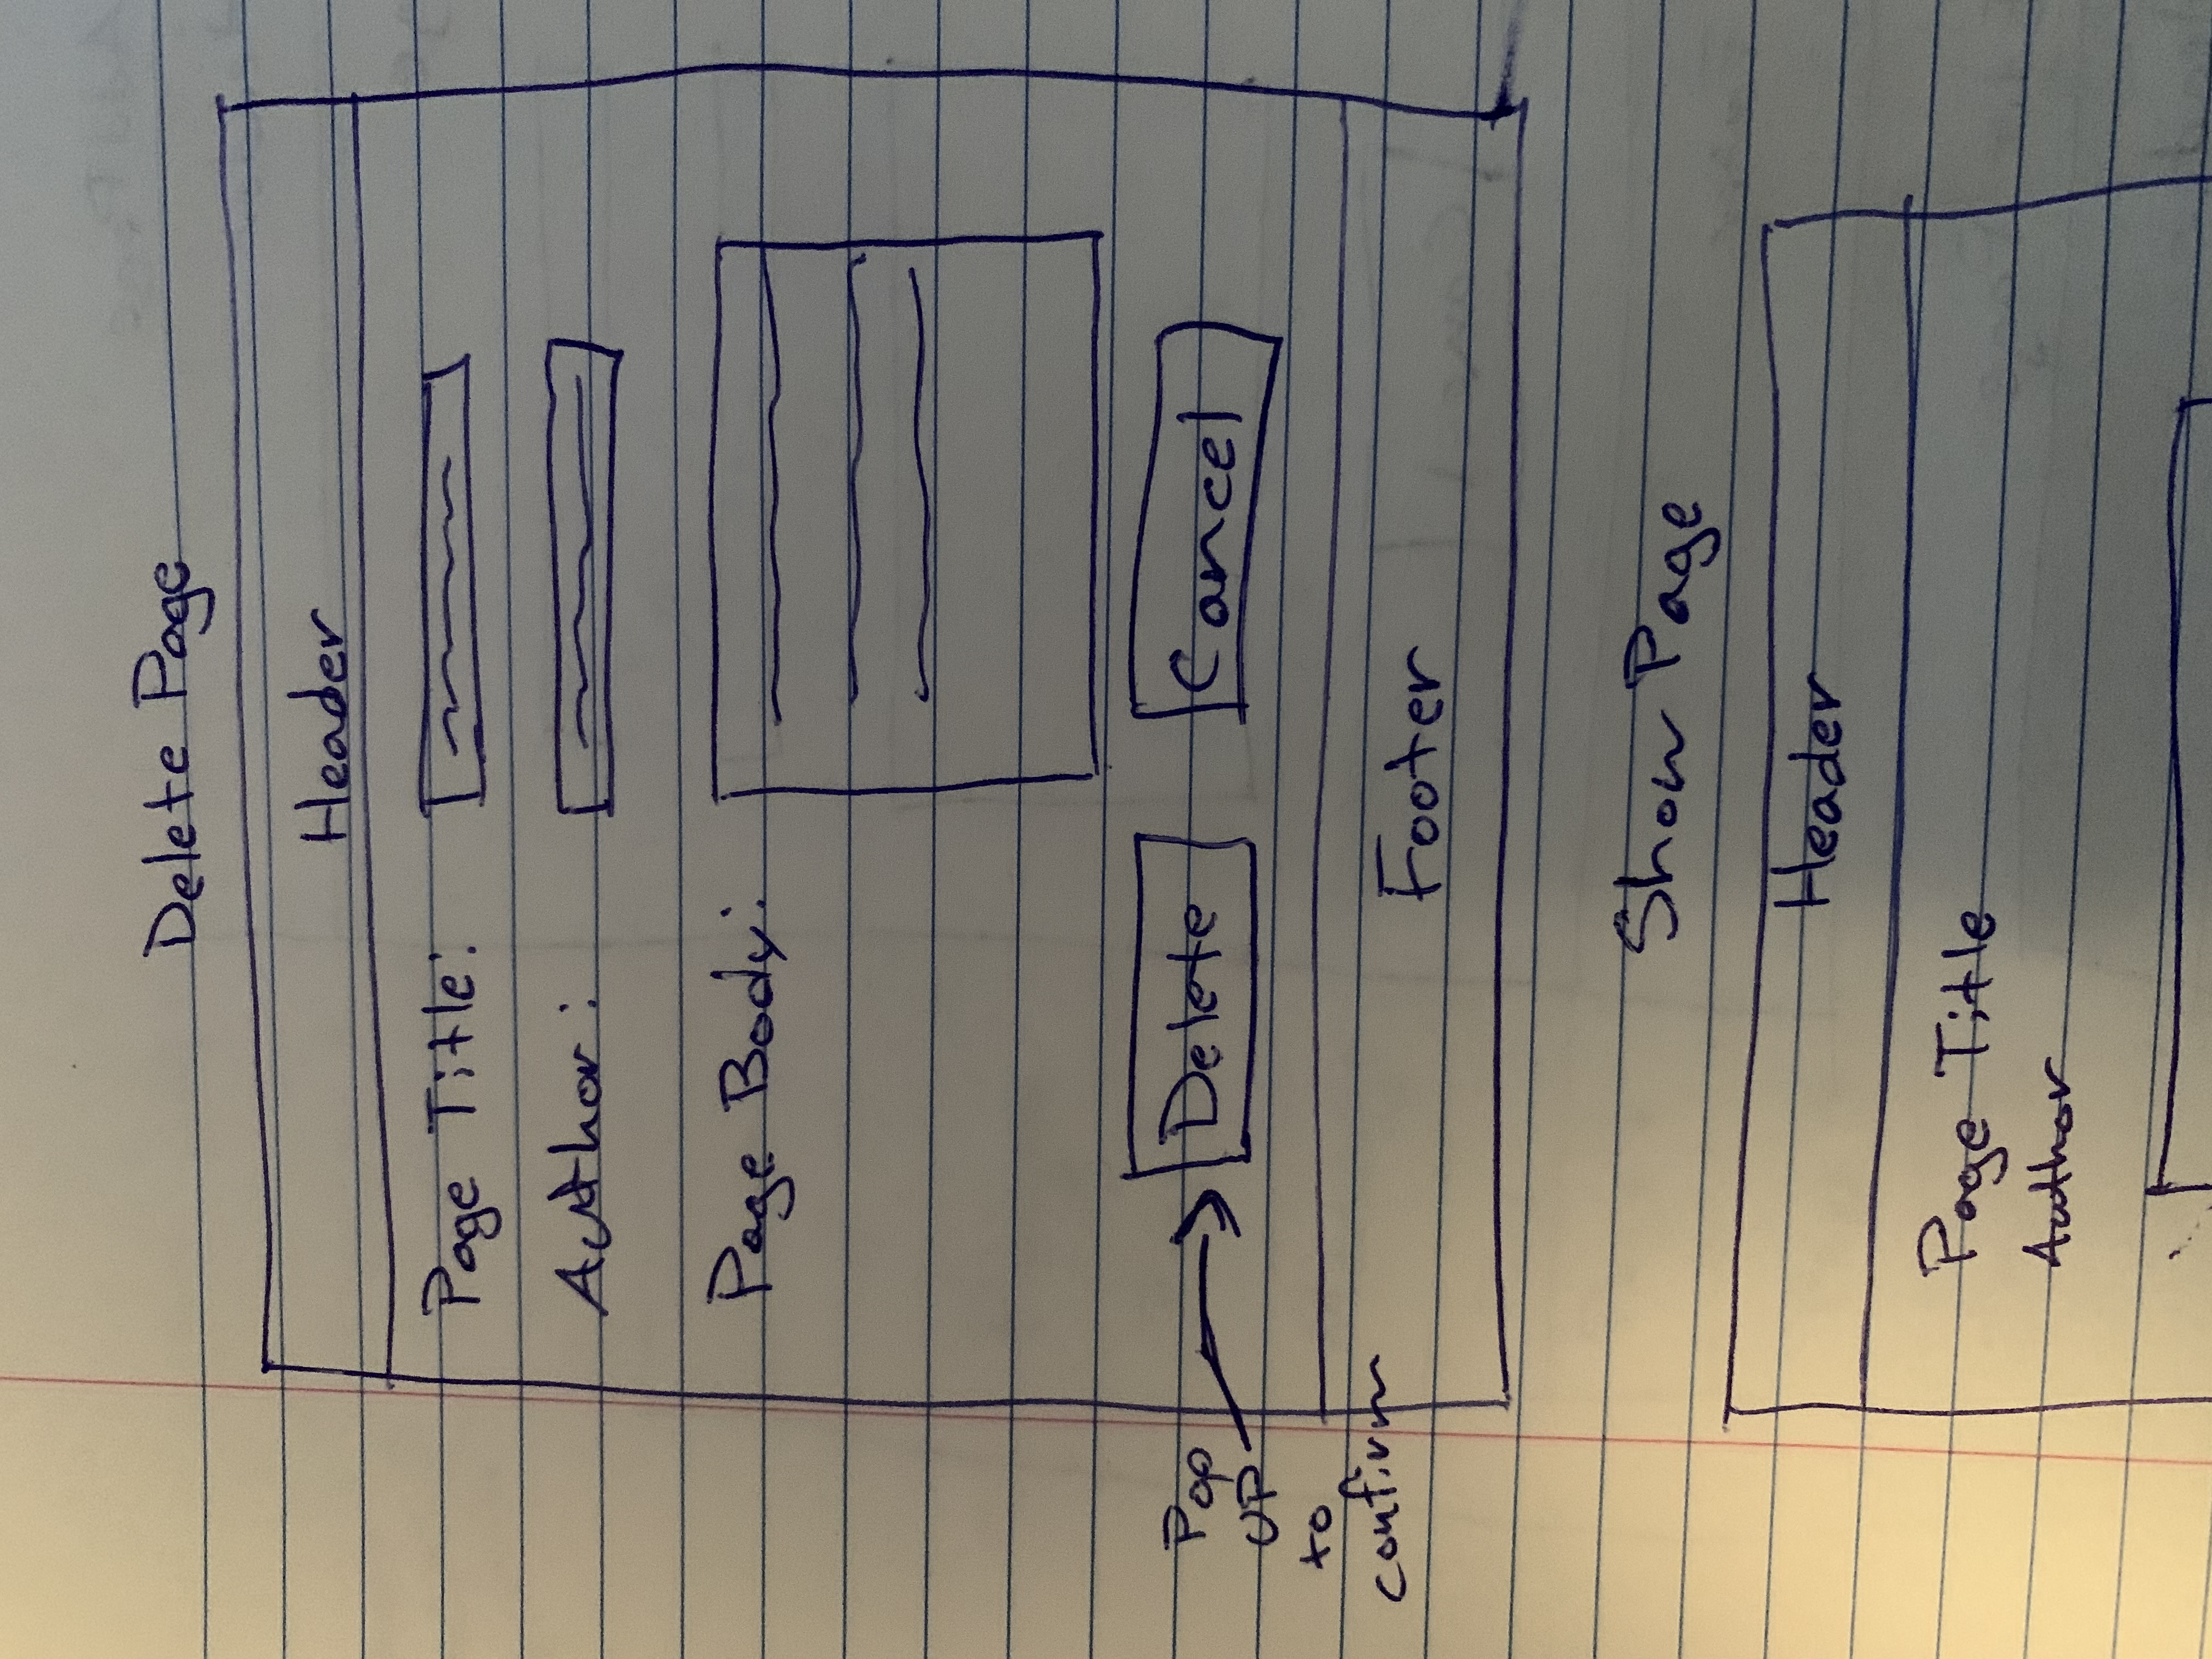 Delete Page
Header
Page Title:
Author:
Page Body:
Delete
Cancel
Pop
UP
to
confirm
Footer
Show Page
Header
Page Title
Author